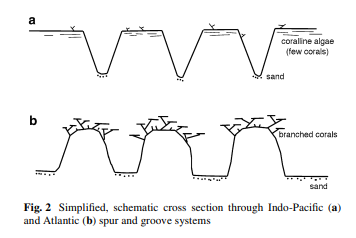 a
coralline algae
(few corals)
sand
b
branched corals
sand
Fig. 2 Simplified, schematic cross section through Indo-Pacific (a)
and Atlantic (b) spur and groove systems